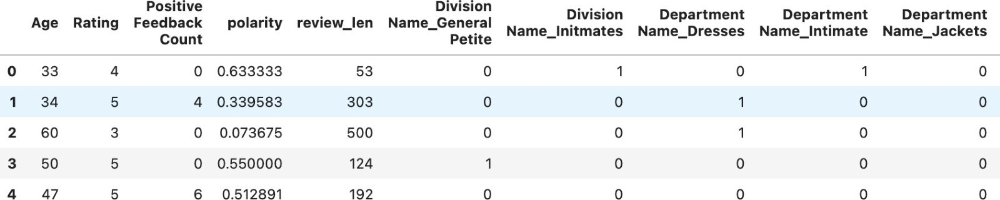 Age Rating Positive Feedback Count polarity review_len Division Name_General Petite Division Name_Initmates Department Name_Dresses Department Name_Intimate Department Name_Jackets
0 33 4 0 0.633333 53 0 1 0 1 0
1 34 5 4 0.339583 303 0 0 1 0 0
2 60 3 0 0.073675 500 0 0 1 0 0
3 50 5 0 0.550000 124 1 0 0 0 0
4 47 5 6 0.512891 192 0 0 0 0 0